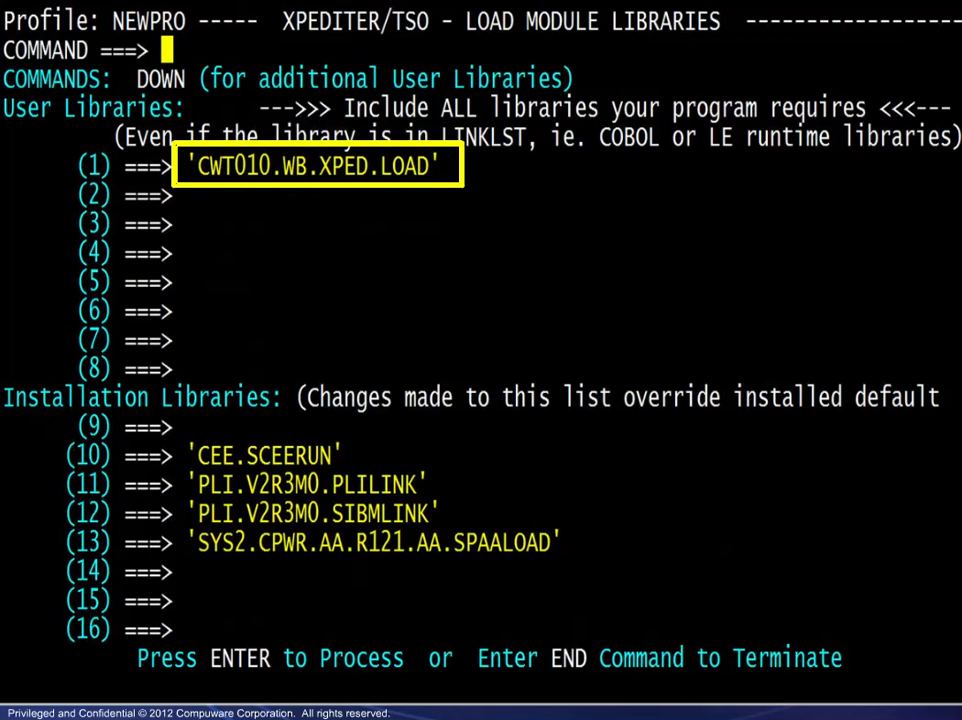 Profile: NEWPRO ----- XPEDITER/TSO - LOAD MODULE LIBRARIES ------------------
COMMAND ===>
COMMANDS: DOWN (for additional User Libraries)
User Libraries: --->>> Include ALL libraries your program requires <<<---
(Even if the library is in LINKLST, ie. COBOL or LE runtime libraries)
(1) ===> 'CWT010.WB.XPED.LOAD'
(2) ===>
(3) ===>
(4) ===>
(5) ===>
(6) ===>
(7) ===>
(8) ===>
Installation Libraries: (Changes made to this list override installed default
(9) ===>
(10) ===> 'CEE.SCEERUN'
(11) ===> 'PLI.V2R3M0.PLILINK'
(12) ===> 'PLI.V2R3M0.SIBMLINK'
(13) ===> 'SYS2.CPWR.AA.R121.AA.SPAALOAD'
(14) ===>
(15) ===>
(16) ===>
Press ENTER to Process or Enter END Command to Terminate
Privileged and Confidential © 2012 Compuware Corporation. All rights reserved.